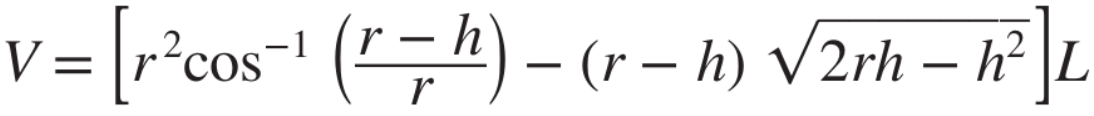 V = [r²cos⁻¹ ((r − h)/r) − (r − h) √(2rh − h²)]L